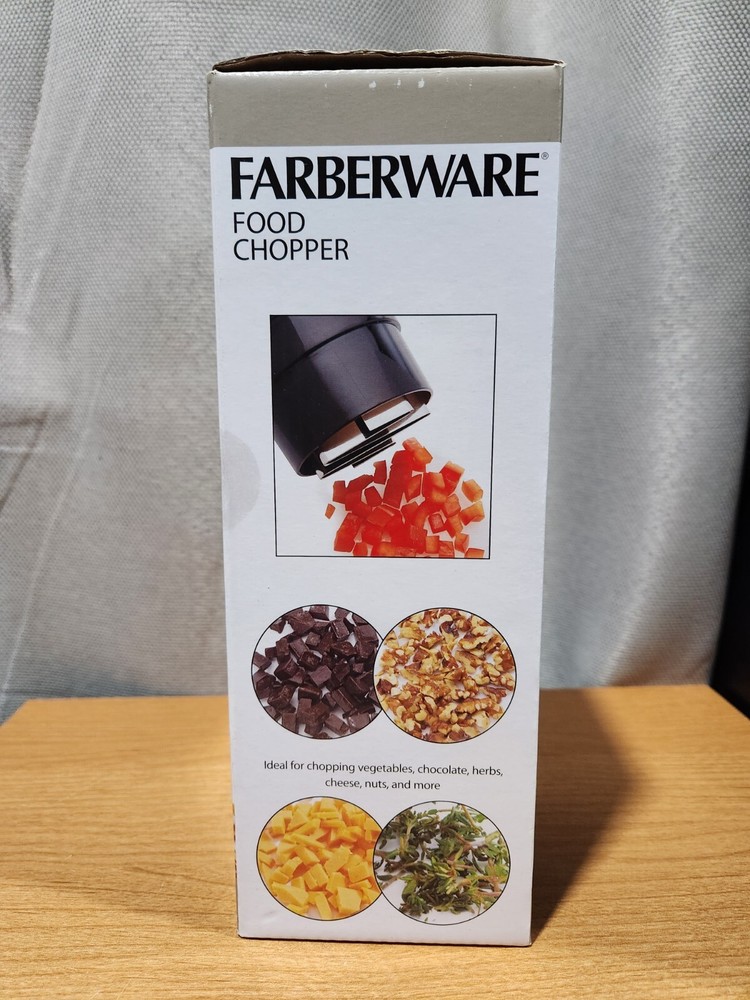 FARBERWARE®
FOOD
CHOPPER
Ideal for chopping vegetables, chocolate, herbs,
cheese, nuts, and more